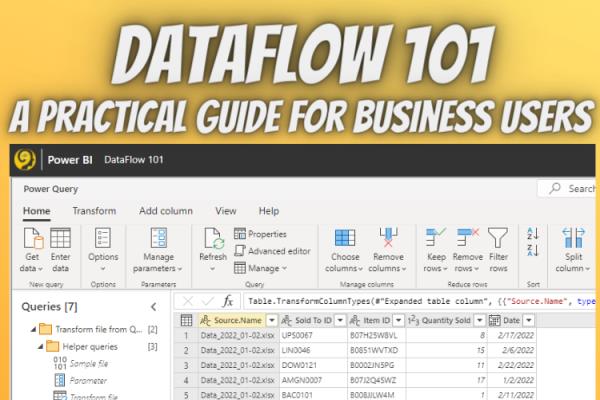 DATAFLOW 101
A PRACTICAL GUIDE FOR BUSINESS USERS
Power BI DataFlow 101
Power Query Search
Home Transform Add column View Help
Get data Enter data Options Manage parameters Refresh Properties Advanced editor Manage Choose columns Remove columns Keep rows Remove rows Filter rows Split column
New query Options Parameters Query Manage columns Reduce rows Sort
Queries [7]
fx Table.TransformColumnTypes(#"Expanded table column", {{"Source.Name", type
Source.Name Sold To ID Item ID Quantity Sold Date
Transform file from Q... [2]
Helper queries [3]
Sample file
Parameter
Transform file
1 Data_2022_01-02.xlsx UPS0067 B07H25W8VL 8 2/17/2022
2 Data_2022_01-02.xlsx LIN0046 B0851WVTXD 15 2/6/2022
3 Data_2022_01-02.xlsx DOW0121 B0002JN5PG 11 2/22/2022
4 Data_2022_01-02.xlsx AMGN0007 B07J2Q4SWZ 17 1/2/2022
5 Data_2022_01-02.xlsx BAC0101 B008JJLW4M 1 2/11/2022